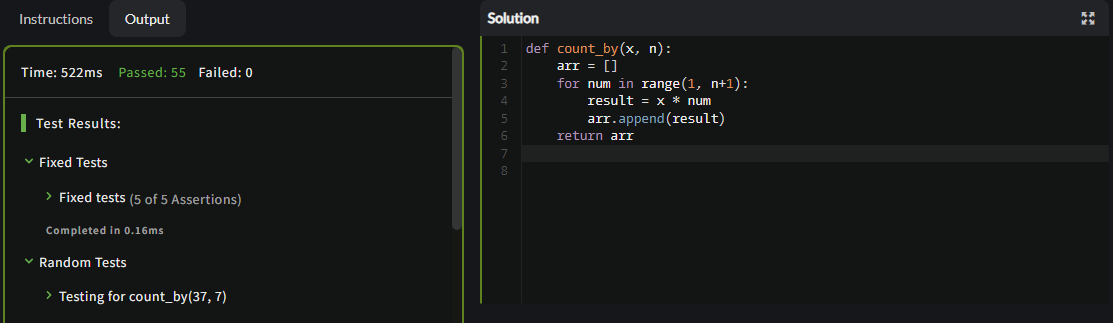 Instructions
Output
Time: 522ms Passed: 55 Failed: 0
Test Results:
Fixed Tests
Fixed tests (5 of 5 Assertions)
Completed in 0.16ms
Random Tests
Testing for count_by(37, 7)
Solution
1 def count_by(x, n):
2     arr = []
3     for num in range(1, n+1):
4         result = x * num
5         arr.append(result)
6     return arr
7
8